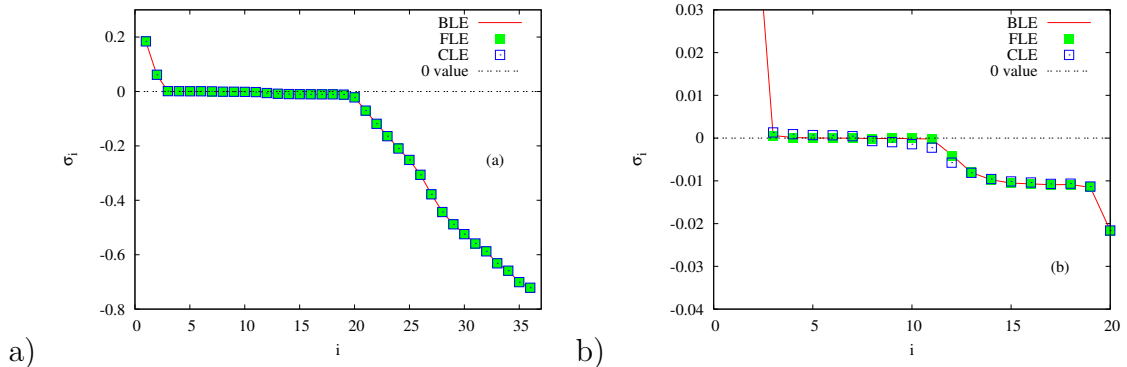 BLE
FLE
CLE
0 value
0.2
0
-0.2
-0.4
-0.6
-0.8
σi
(a)
0 5 10 15 20 25 30 35
i
a)
BLE
FLE
CLE
0 value
0.03
0.02
0.01
0
-0.01
-0.02
-0.03
-0.04
σi
(b)
0 5 10 15 20
i
b)